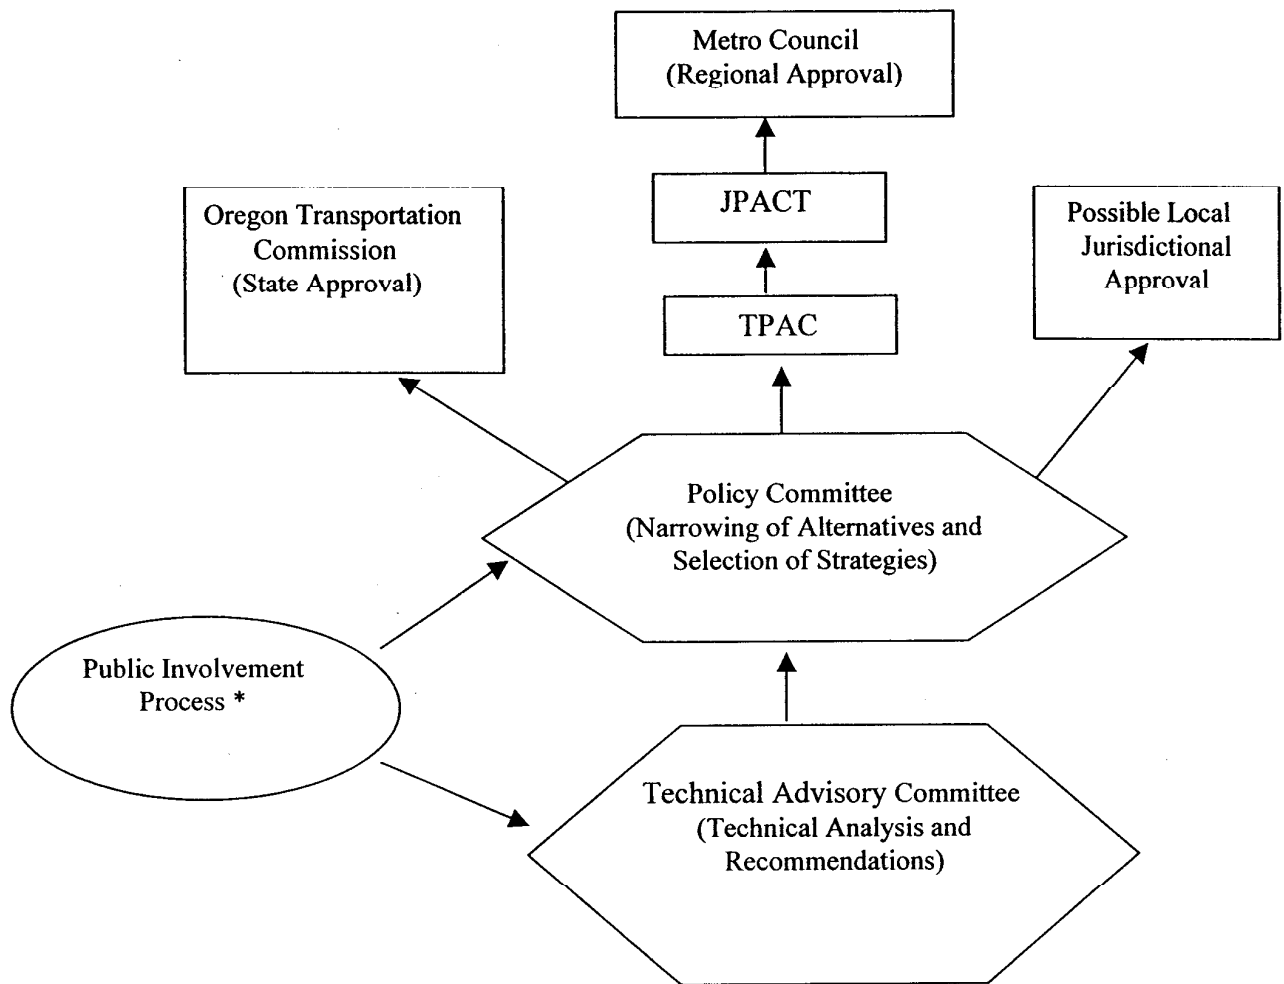 Metro Council
(Regional Approval)
JPACT
Oregon Transportation
Commission
(State Approval)
Possible Local
Jurisdictional
Approval
TPAC
Policy Committee
(Narrowing of Alternatives and
Selection of Strategies)
Public Involvement
Process *
Technical Advisory Committee
(Technical Analysis and
Recommendations)